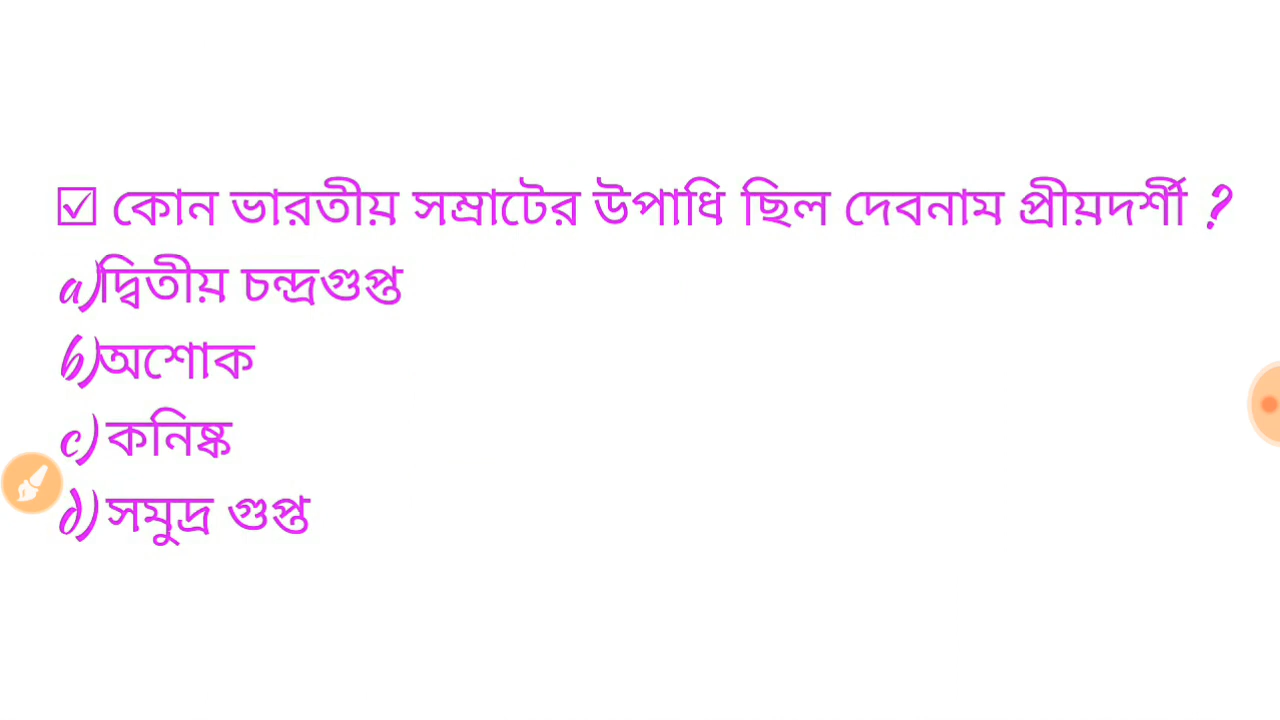 ☑ কোন ভারতীয় সম্রাটের উপাধি ছিল দেবনাম প্রীয়দর্শী ?
a)দ্বিতীয় চন্দ্রগুপ্ত
b)অশোক
c) কনিষ্ক
d) সমুদ্র গুপ্ত